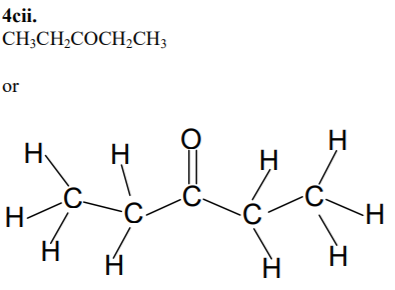 4cii.
CH₃CH₂COCH₂CH₃
or
O
H H H H
C C C C C
H H
H H H H